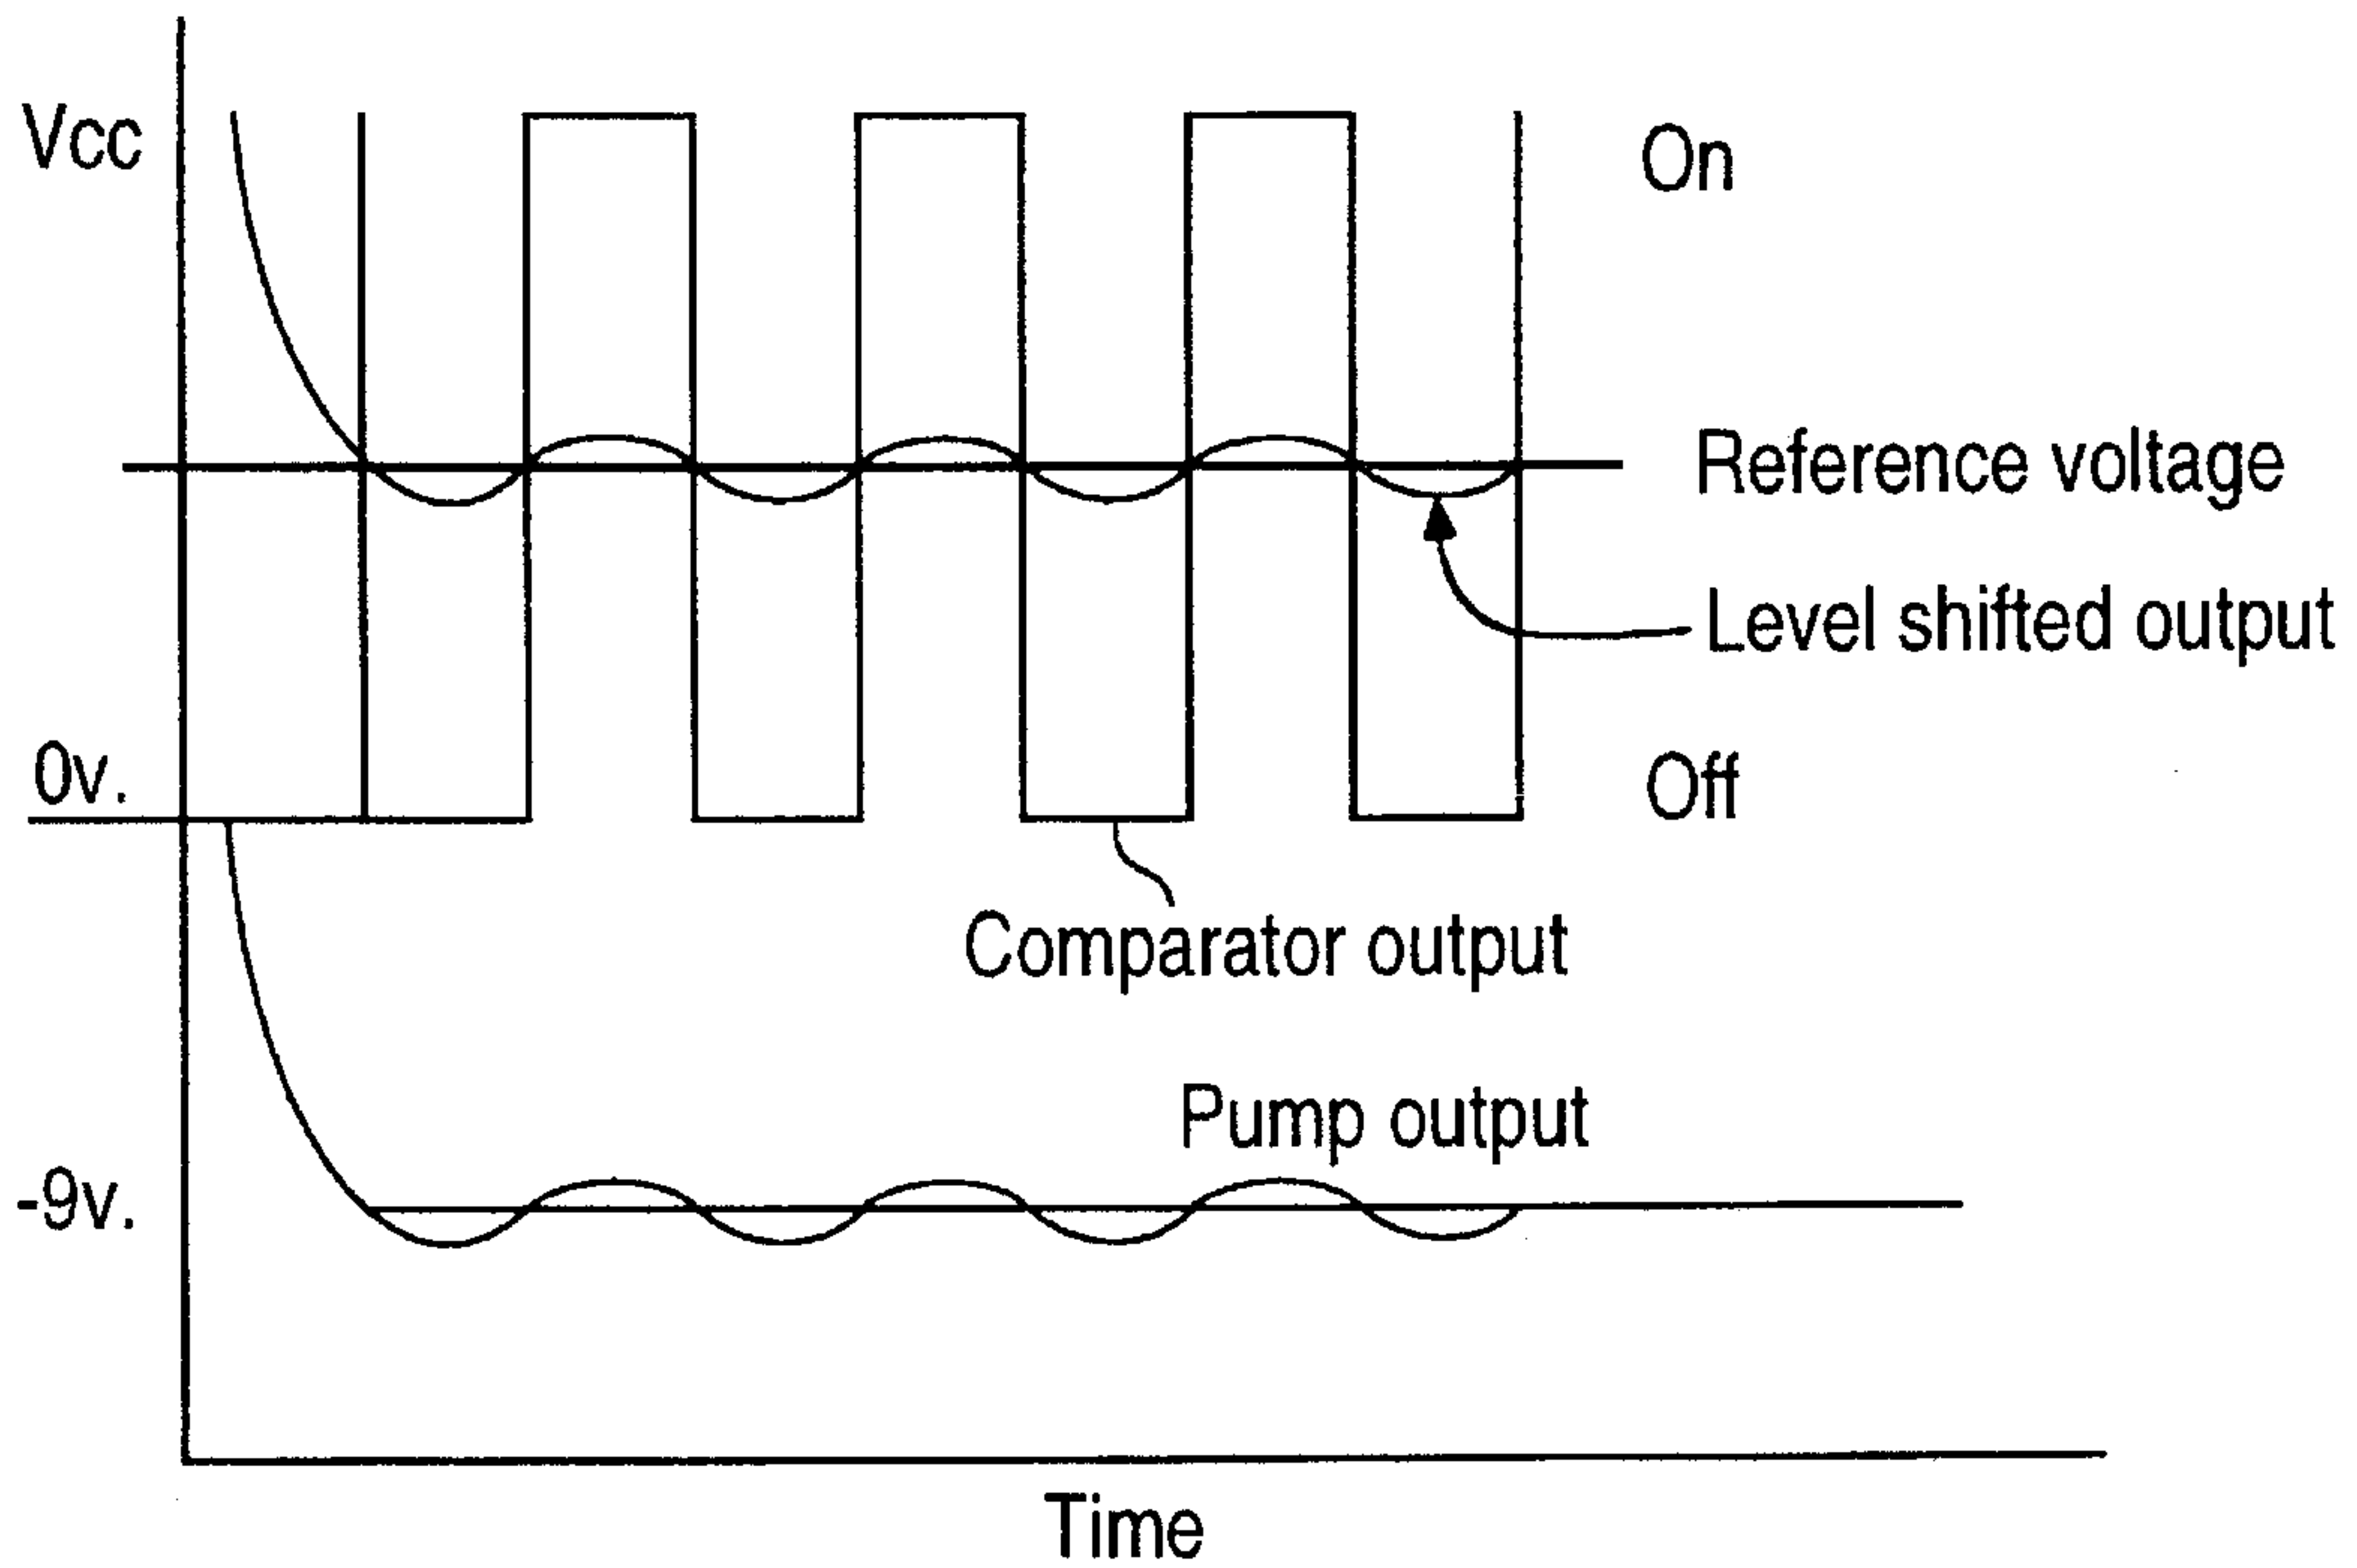 Vcc
On
Reference voltage
Level shifted output
0v.
Off
Comparator output
Pump output
-9v.
Time